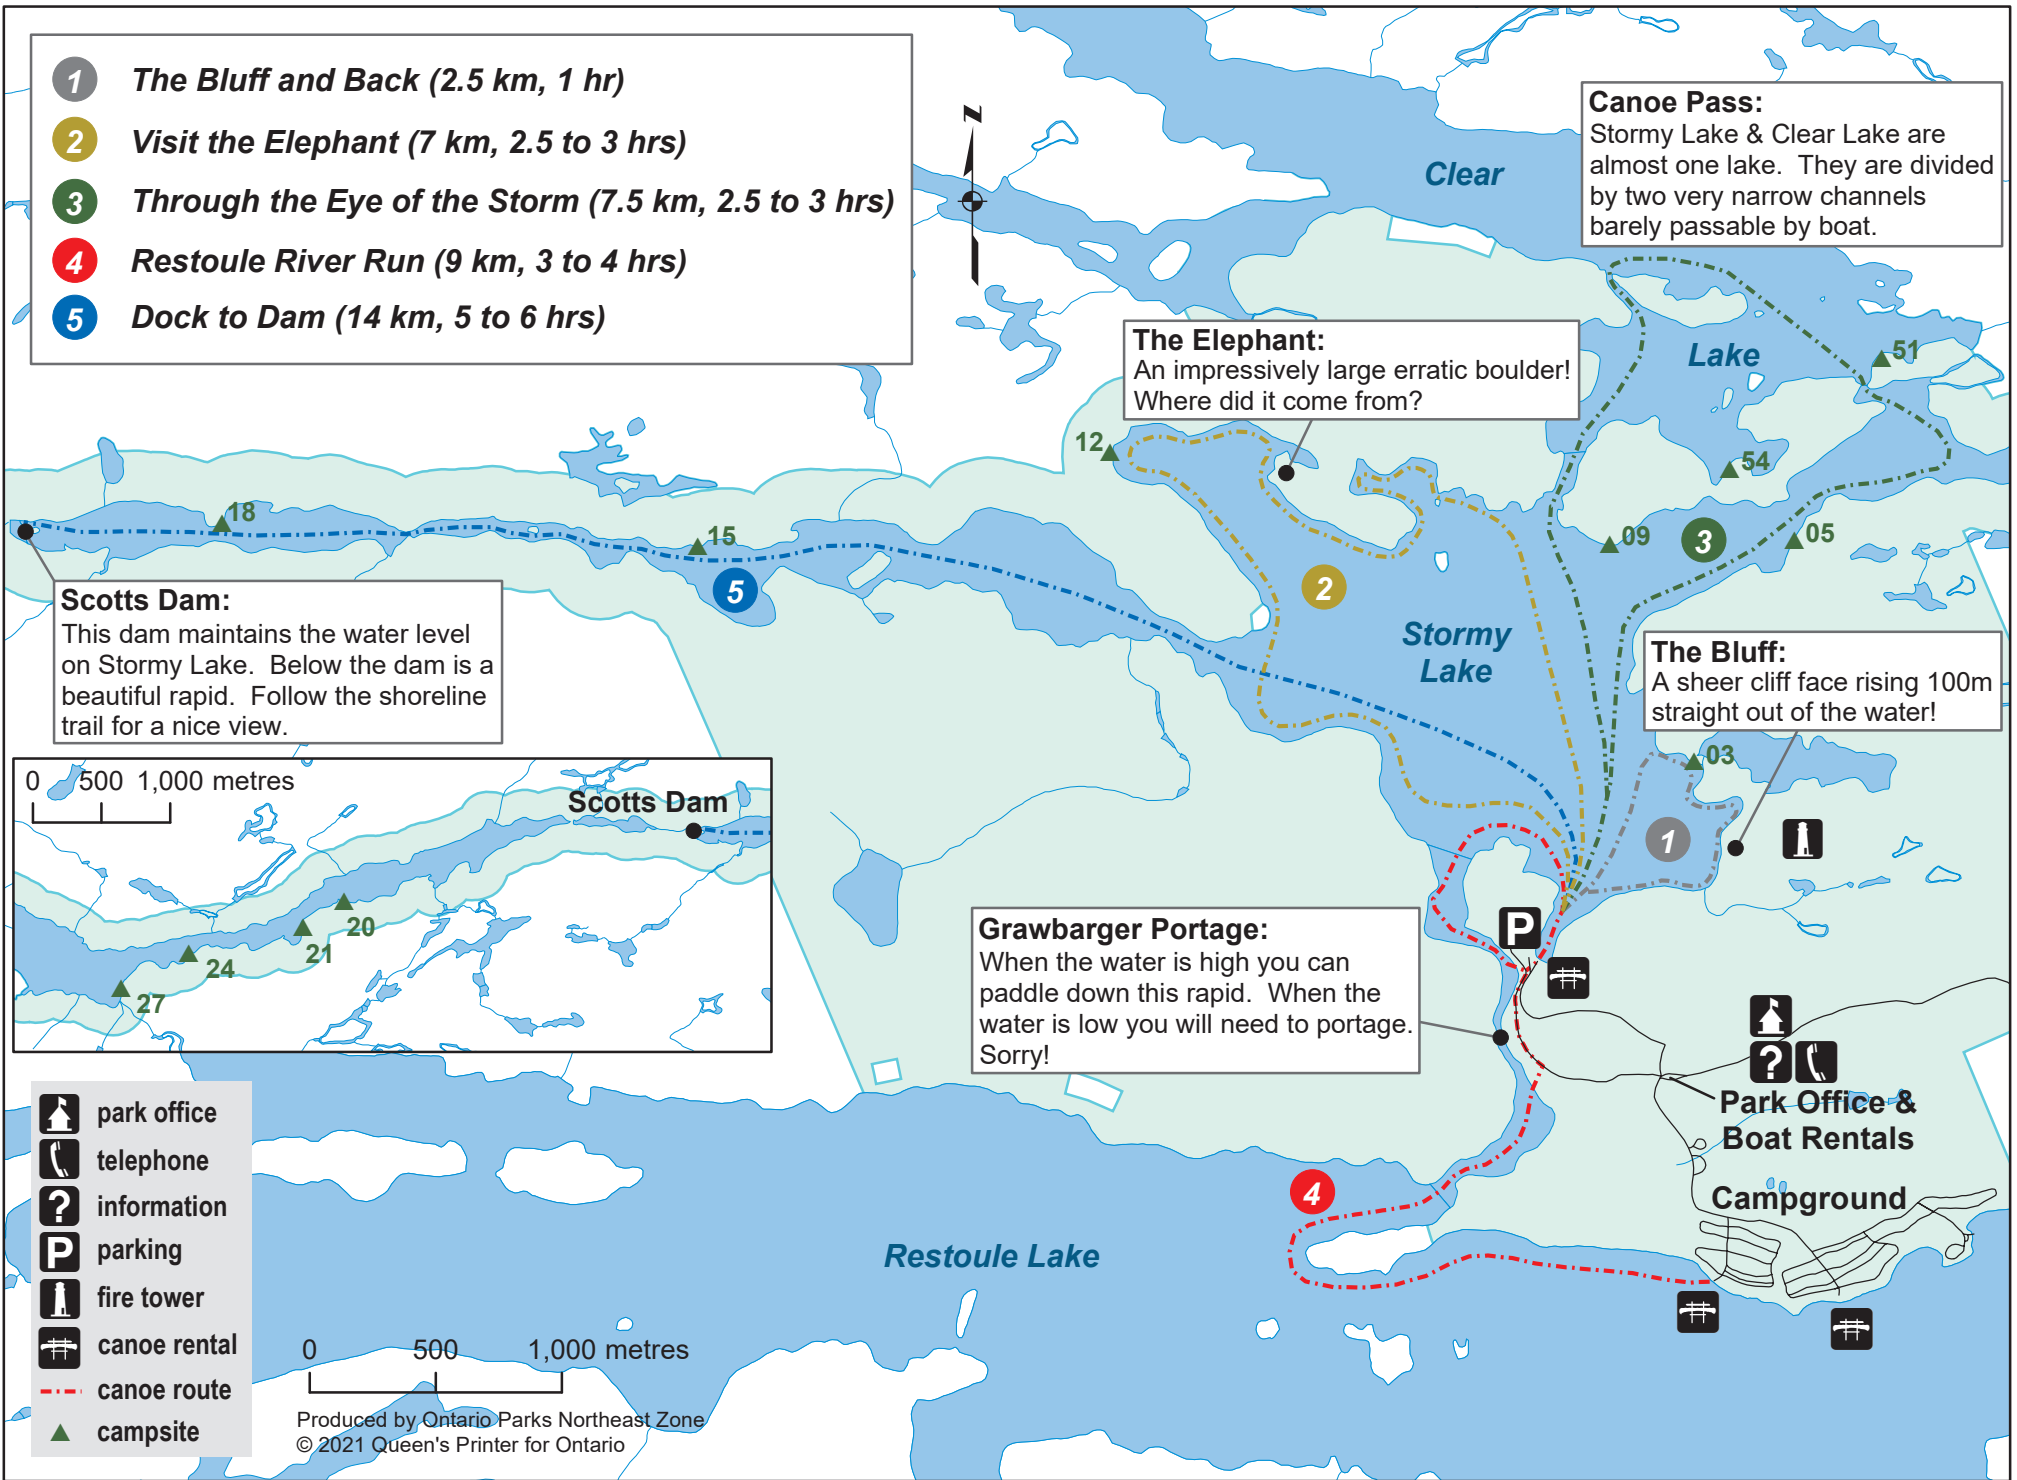 1 The Bluff and Back (2.5 km, 1 hr)
2 Visit the Elephant (7 km, 2.5 to 3 hrs)
3 Through the Eye of the Storm (7.5 km, 2.5 to 3 hrs)
4 Restoule River Run (9 km, 3 to 4 hrs)
5 Dock to Dam (14 km, 5 to 6 hrs)
N
Clear
Canoe Pass:
Stormy Lake & Clear Lake are
almost one lake. They are divided
by two very narrow channels
barely passable by boat.
The Elephant:
An impressively large erratic boulder!
Where did it come from?
Lake
51
12
54
18
15
09
3
05
5
2
Scotts Dam:
This dam maintains the water level
on Stormy Lake. Below the dam is a
beautiful rapid. Follow the shoreline
trail for a nice view.
Stormy
Lake
The Bluff:
A sheer cliff face rising 100m
straight out of the water!
03
1
0 500 1,000 metres
Scotts Dam
20
21
24
27
P
Grawbarger Portage:
When the water is high you can
paddle down this rapid. When the
water is low you will need to portage.
Sorry!
?
Park Office &
Boat Rentals
Campground
4
Restoule Lake
park office
telephone
? information
P parking
fire tower
canoe rental
canoe route
campsite
0 500 1,000 metres
Produced by Ontario Parks Northeast Zone
© 2021 Queen's Printer for Ontario